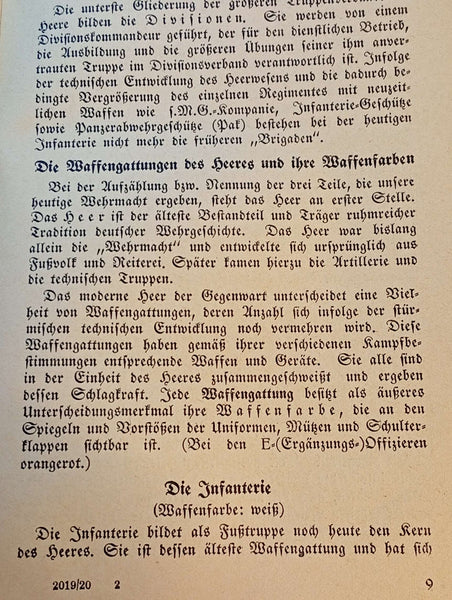 Die unterste Gliederung der größeren
Heere bilden die Divisionen. Sie werden von einem
Divisionskommandeur geführt, der für den dienstlichen Betrieb,
die Ausbildung und die größeren Übungen seiner ihm anver-
trauten Truppe im Divisionsverband verantwortlich ist. Infolge
der technischen Entwicklung des Heerwesens und die dadurch be-
dingte Vergrößerung des einzelnen Regimentes mit neuzeit-
lichen Waffen wie s.M.G.-Kompanie, Infanterie-Geschütze
sowie Panzerabwehrgeschütze (Pak) bestehen bei der heutigen
Infanterie nicht mehr die früheren „Brigaden".
Die Waffengattungen des Heeres und ihre Waffenfarben
Bei der Aufzählung bzw. Nennung der drei Teile, die unsere
heutige Wehrmacht ergeben, steht das Heer an erster Stelle.
Das Heer ist der älteste Bestandteil und Träger ruhmreicher
Tradition deutscher Wehrgeschichte. Das Heer war bislang
allein die „Wehrmacht" und entwickelte sich ursprünglich aus
Fußvolk und Reiterei. Später kamen hierzu die Artillerie und
die technischen Truppen.
Das moderne Heer der Gegenwart unterscheidet eine Viel-
heit von Waffengattungen, deren Anzahl sich infolge der stür-
mischen technischen Entwicklung noch vermehren wird. Diese
Waffengattungen haben gemäß ihrer verschiedenen Kampfbe-
stimmungen entsprechende Waffen und Geräte. Sie alle sind
in der Einheit des Heeres zusammengeschweißt und ergeben
dessen Schlagkraft. Jede Waffengattung besitzt als äußeres
Unterscheidungsmerkmal ihre Waffenfarbe, die an den
Spiegeln und Vorstößen der Uniformen, Mützen und Schulter-
klappen sichtbar ist. (Bei den E-(Ergänzungs-)Offizieren
orangerot.)
Die Infanterie
(Waffenfarbe: weiß)
Die Infanterie bildet als Fußtruppe noch heute den Kern
des Heeres. Sie ist dessen älteste Waffengattung und hat sich
2019/20 2 9